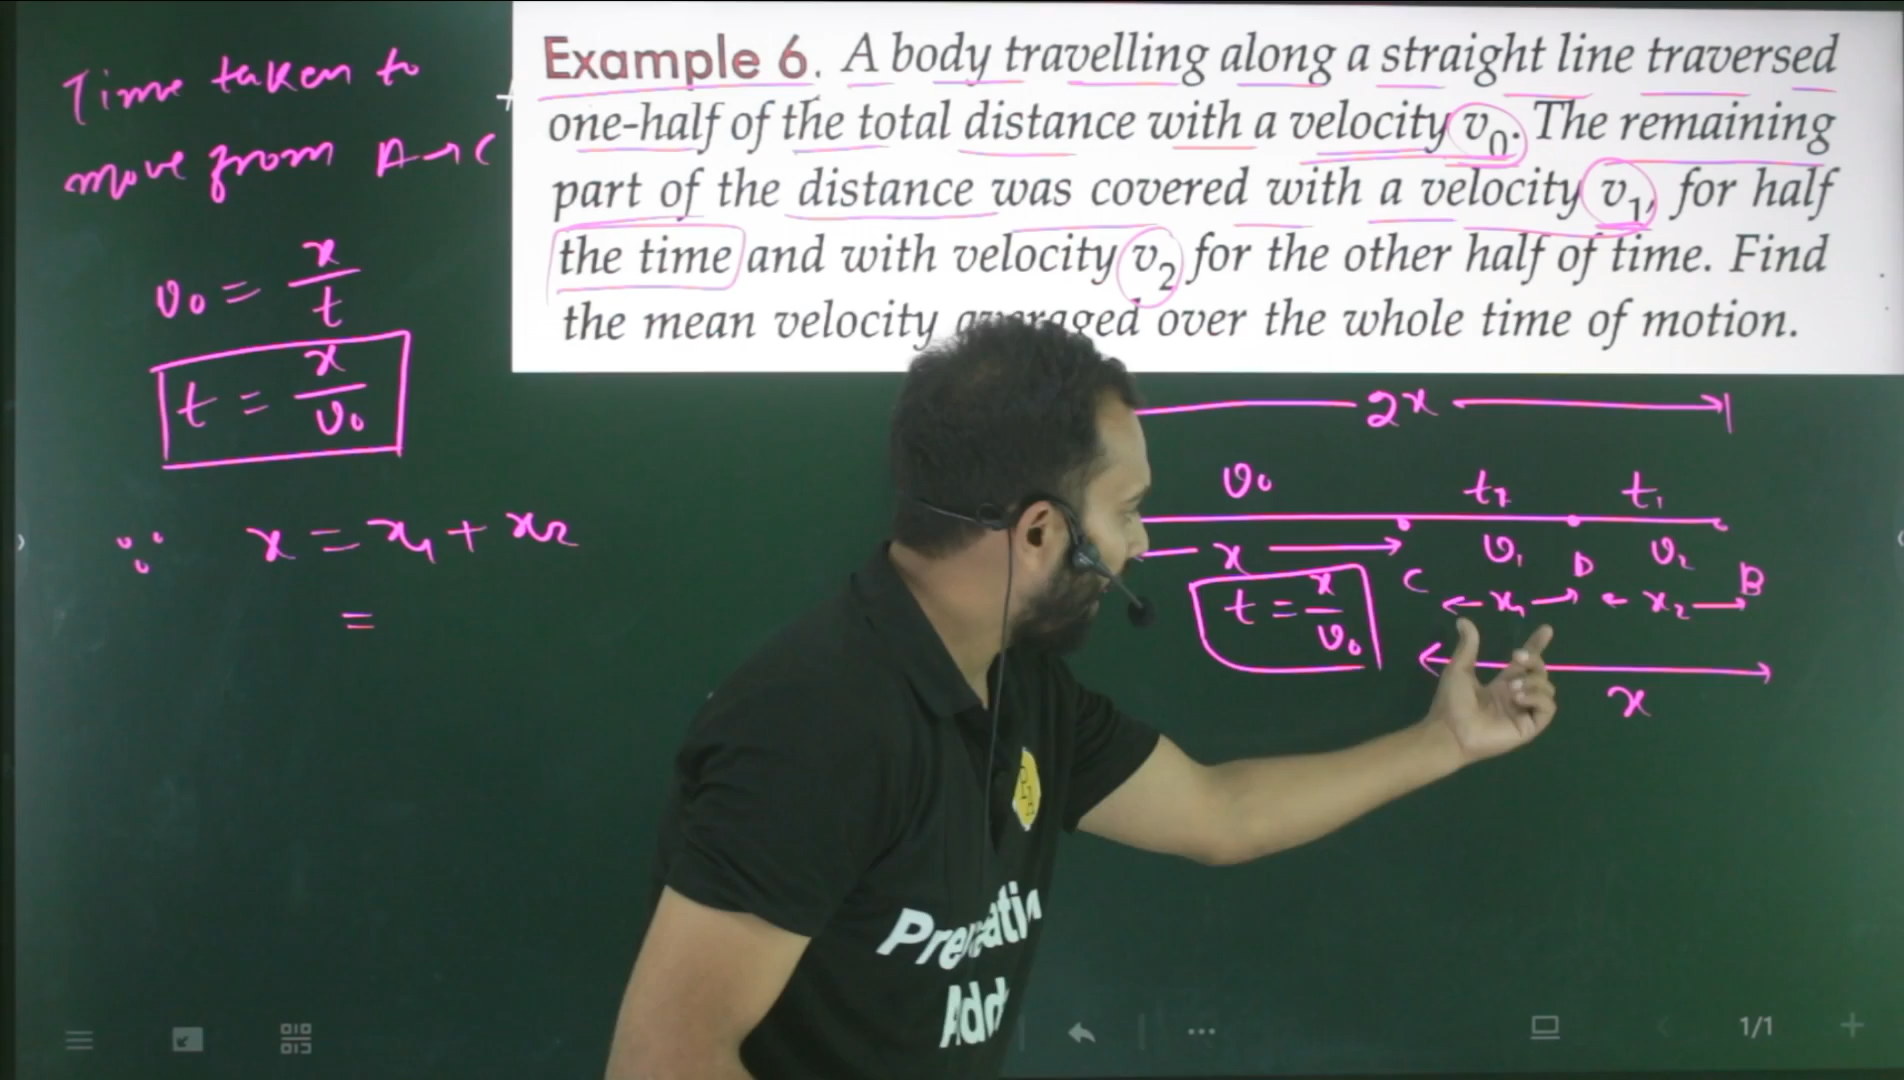 Time taken to
move from A → C
v₀ = x/t
t = x/v₀
∵ x = x₁ + x₂
=
Example 6. A body travelling along a straight line traversed
one-half of the total distance with a velocity v₀. The remaining
part of the distance was covered with a velocity v₁, for half
the time and with velocity v₂ for the other half of time. Find
the mean velocity averaged over the whole time of motion.
2x
v₀ t₁ t₁
x v₁ v₂
C D B
t = x/v₀ x₁ x₂
x
1/1